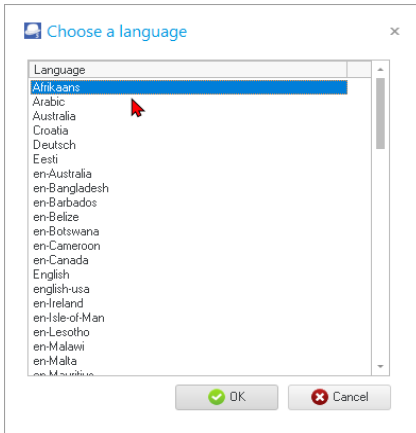 Choose a language
Language
Afrikaans
Arabic
Australia
Croatia
Deutsch
Eesti
en-Australia
en-Bangladesh
en-Barbados
en-Belize
en-Botswana
en-Cameroon
en-Canada
English
english-usa
en-Ireland
en-Isle-of-Man
en-Lesotho
en-Malawi
en-Malta
en-Mauritius
OK
Cancel